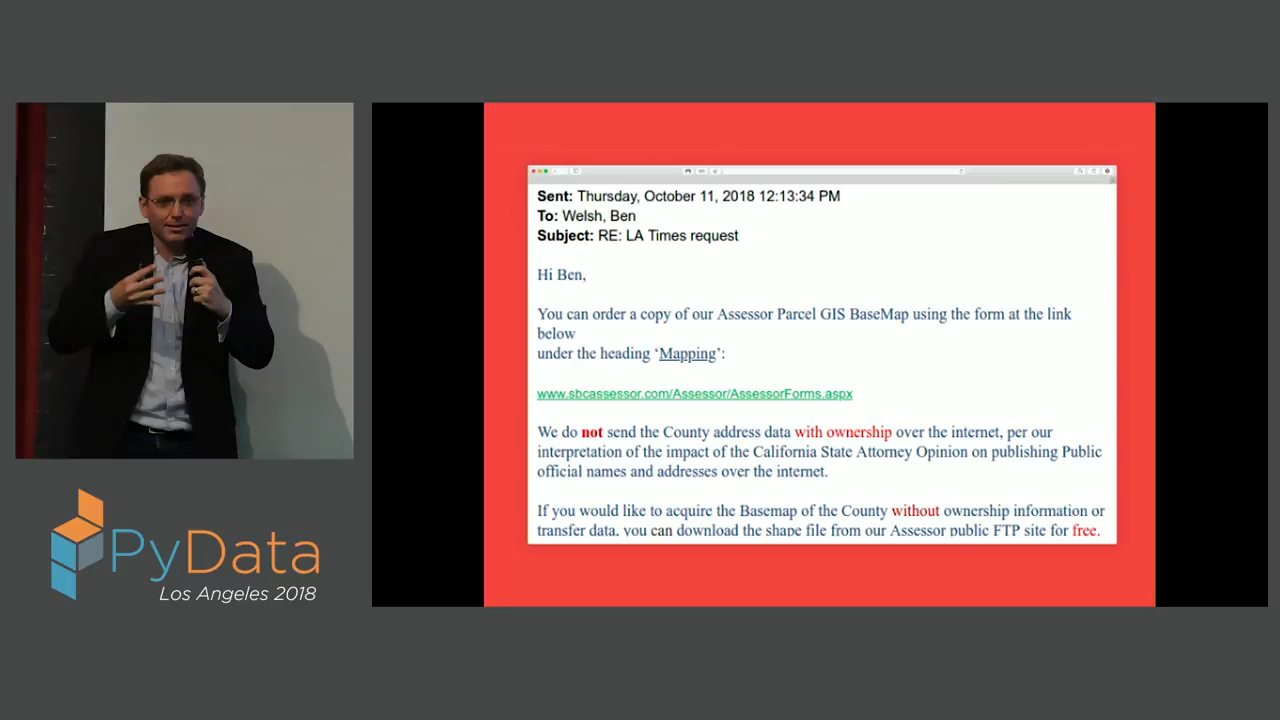 Sent: Thursday, October 11, 2018 12:13:34 PM
To: Welsh, Ben
Subject: RE: LA Times request
Hi Ben,
You can order a copy of our Assessor Parcel GIS BaseMap using the form at the link
below
under the heading ‘Mapping’:
www.sbcassessor.com/Assessor/AssessorForms.aspx
We do not send the County address data with ownership over the internet, per our
interpretation of the impact of the California State Attorney Opinion on publishing Public
official names and addresses over the internet.
If you would like to acquire the Basemap of the County without ownership information or
transfer data, you can download the shape file from our Assessor public FTP site for free.
PyData
Los Angeles 2018